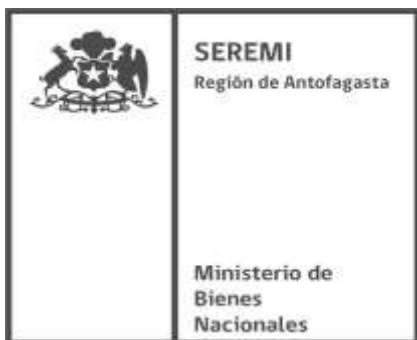 SEREMI
Región de Antofagasta
Ministerio de
Bienes
Nacionales